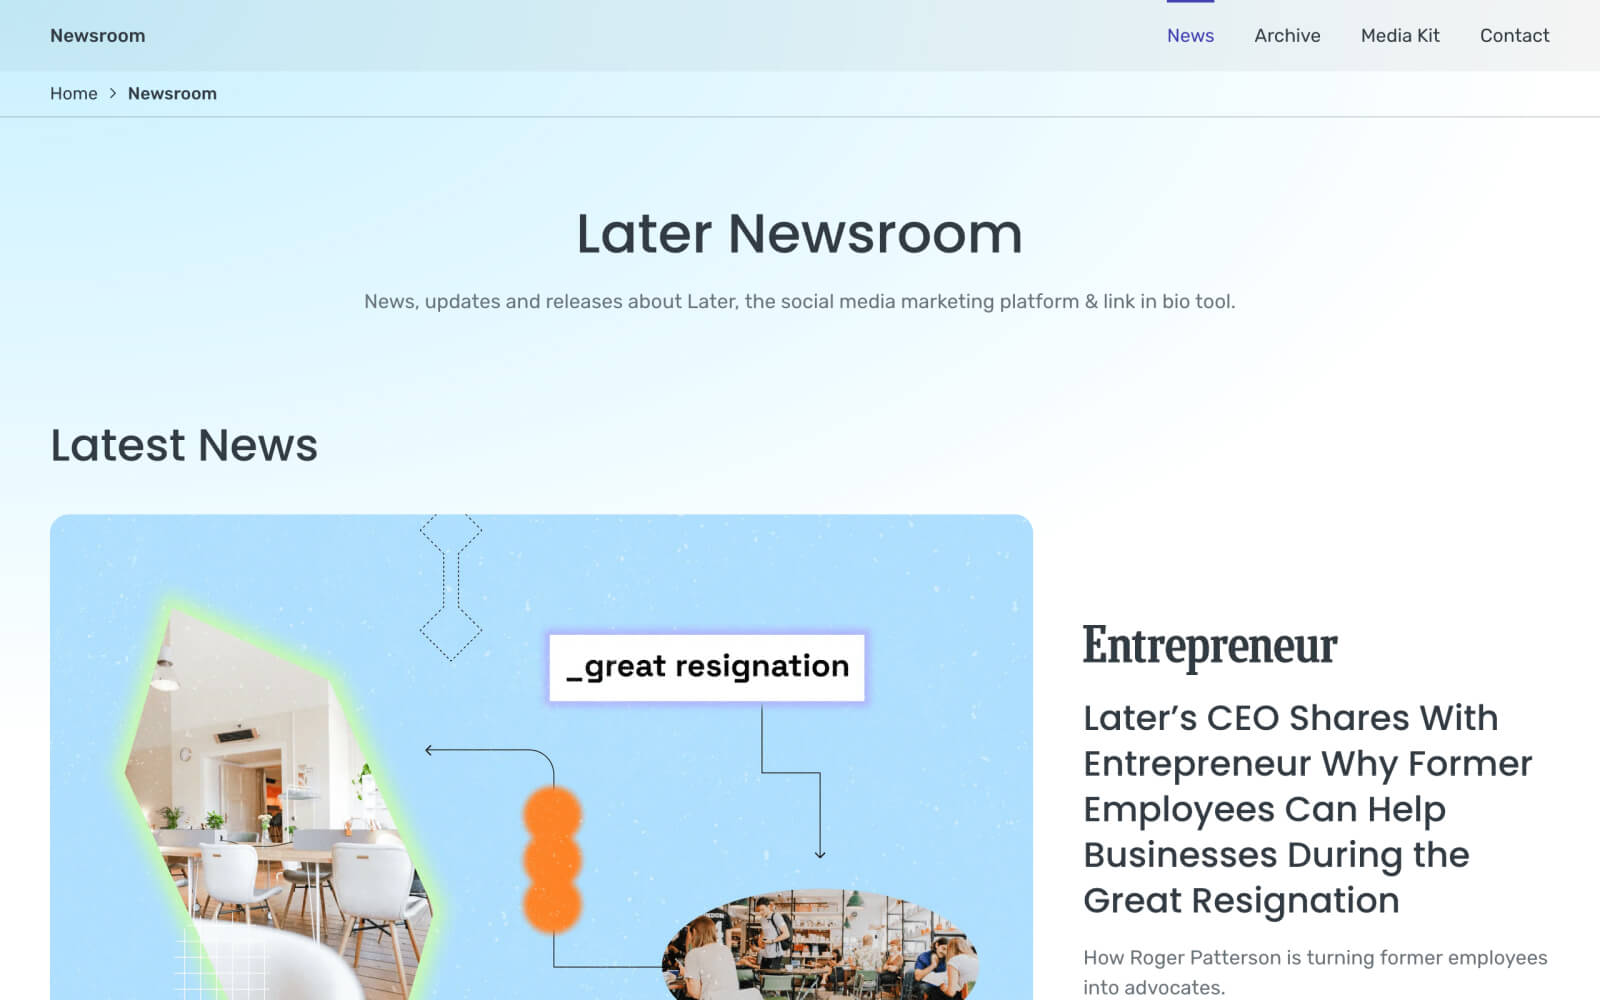 Newsroom
News
Archive
Media Kit
Contact
Home > Newsroom
Later Newsroom
News, updates and releases about Later, the social media marketing platform & link in bio tool.
Latest News
_great resignation
Entrepreneur
Later’s CEO Shares With
Entrepreneur Why Former
Employees Can Help
Businesses During the
Great Resignation
How Roger Patterson is turning former employees
into advocates.